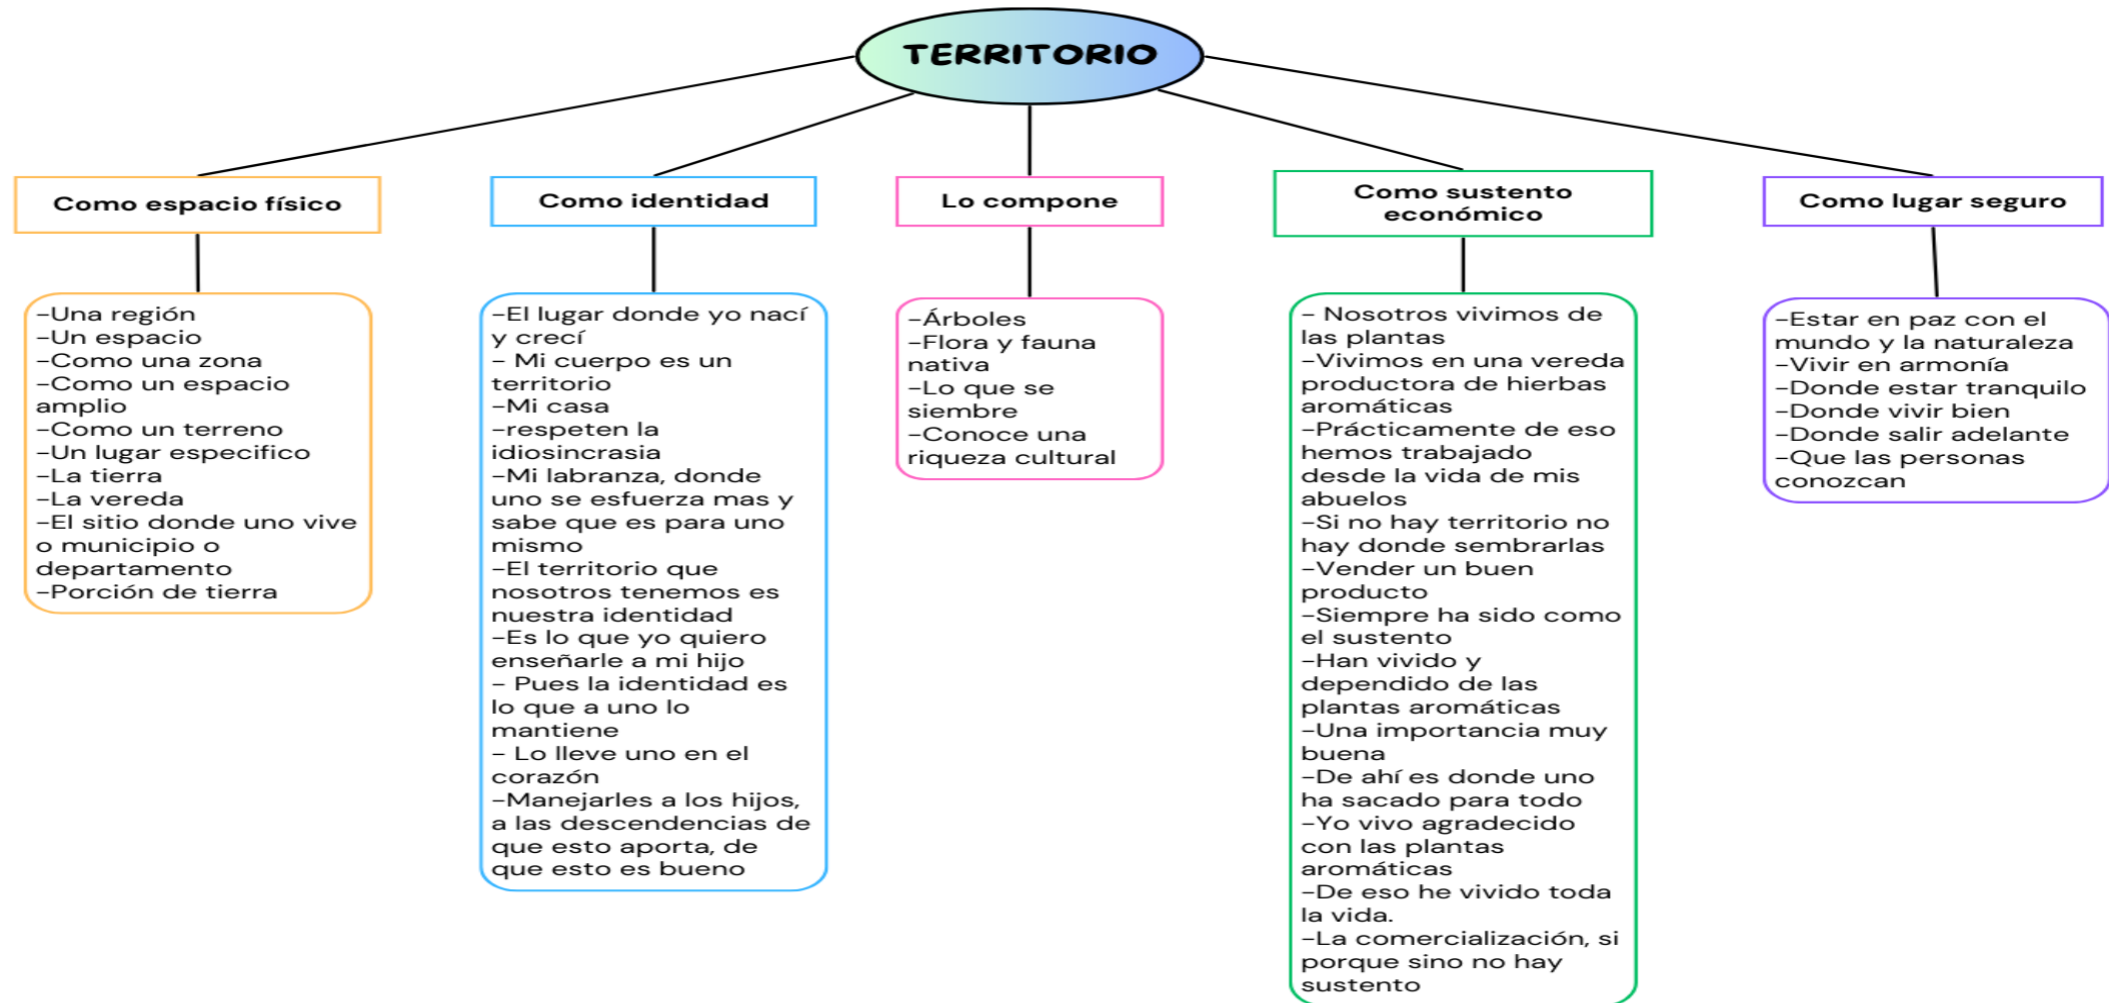 TERRITORIO
Como espacio físico
-Una región
-Un espacio
-Como una zona
-Como un espacio
amplio
-Como un terreno
-Un lugar especifico
-La tierra
-La vereda
-El sitio donde uno vive
o municipio o
departamento
-Porción de tierra
Como identidad
-El lugar donde yo nací
y crecí
- Mi cuerpo es un
territorio
-Mi casa
-respeten la
idiosincrasia
-Mi labranza, donde
uno se esfuerza mas y
sabe que es para uno
mismo
-El territorio que
nosotros tenemos es
nuestra identidad
-Es lo que yo quiero
enseñarle a mi hijo
- Pues la identidad es
lo que a uno lo
mantiene
- Lo lleve uno en el
corazón
-Manejarles a los hijos,
a las descendencias de
que esto aporta, de
que esto es bueno
Lo compone
-Árboles
-Flora y fauna
nativa
-Lo que se
siembre
-Conoce una
riqueza cultural
Como sustento
económico
- Nosotros vivimos de
las plantas
-Vivimos en una vereda
productora de hierbas
aromáticas
-Prácticamente de eso
hemos trabajado
desde la vida de mis
abuelos
-Si no hay territorio no
hay donde sembrarlas
-Vender un buen
producto
-Siempre ha sido como
el sustento
-Han vivido y
dependido de las
plantas aromáticas
-Una importancia muy
buena
-De ahí es donde uno
ha sacado para todo
-Yo vivo agradecido
con las plantas
aromáticas
-De eso he vivido toda
la vida.
-La comercialización, si
porque sino no hay
sustento
Como lugar seguro
-Estar en paz con el
mundo y la naturaleza
-Vivir en armonía
-Donde estar tranquilo
-Donde vivir bien
-Donde salir adelante
-Que las personas
conozcan